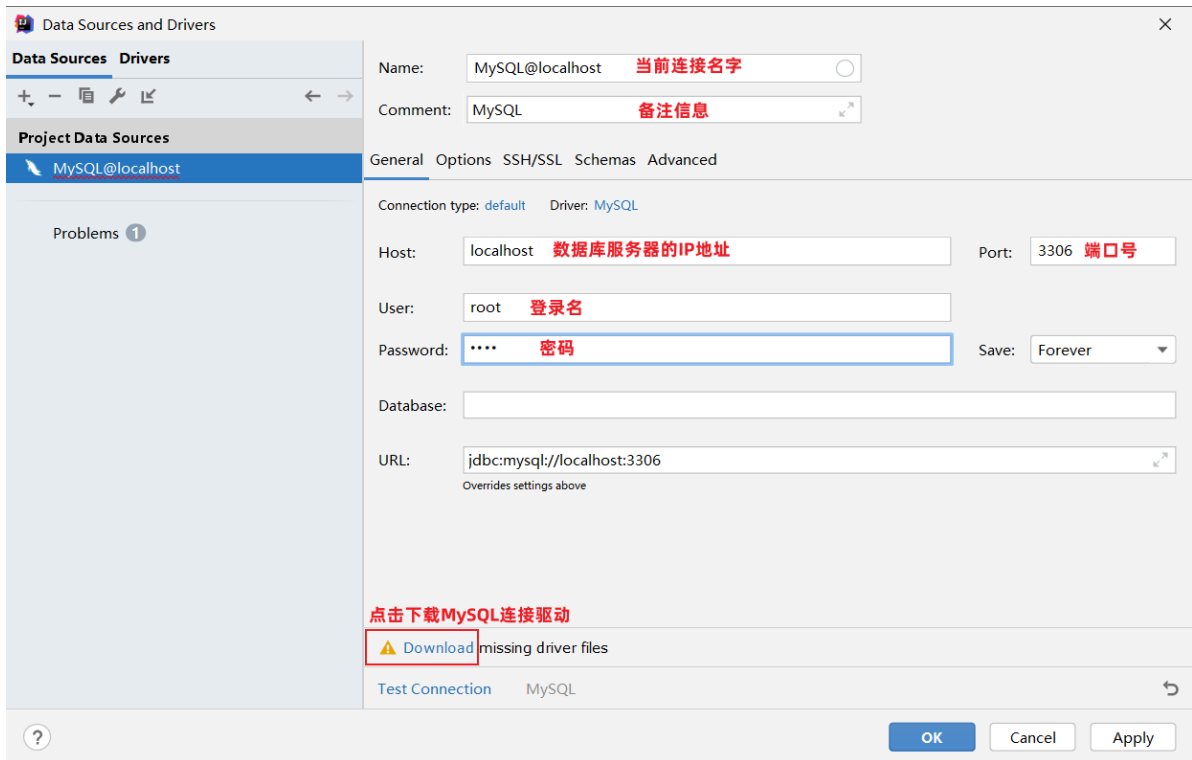 Data Sources and Drivers
Data Sources Drivers
Project Data Sources
MySQL@localhost
Problems 1
Name: MySQL@localhost 当前连接名字
Comment: MySQL 备注信息
General Options SSH/SSL Schemas Advanced
Connection type: default Driver: MySQL
Host: localhost 数据库服务器的IP地址 Port: 3306 端口号
User: root 登录名
Password: •••• 密码 Save: Forever
Database:
URL: jdbc:mysql://localhost:3306
Overrides settings above
点击下载MySQL连接驱动
Download missing driver files
Test Connection MySQL
? OK Cancel Apply